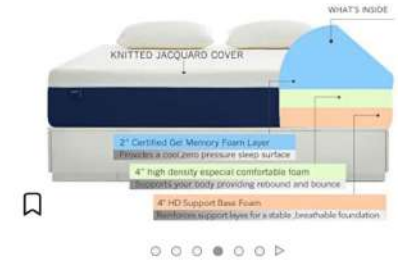 WHAT'S INSIDE
KNITTED JACQUARD COVER
2" Certified Gel Memory Foam Layer
Provides a cool,zero pressure sleep surface
4" high density especial comfortable foam
Supports your body providing rebound and bounce
4" HD Support Base Foam
Reinforces support layer for a stable ,breathable foundation